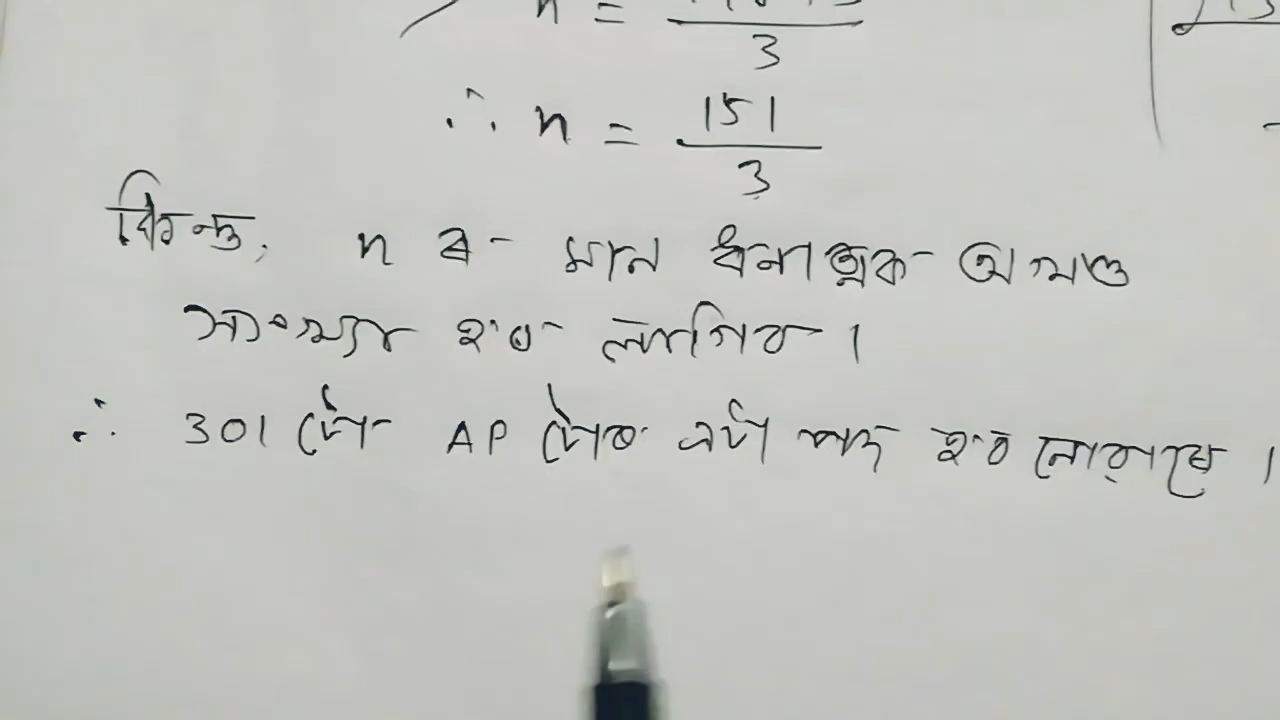 n = /3
∴ n = 151/3
কিন্তু, n ৰ মান ধনাত্মক অখণ্ড
সংখ্যা হ'ব লাগিব।
∴ 301 টো AP টোৰ এটা পদ হ'ব নোৱাৰে।